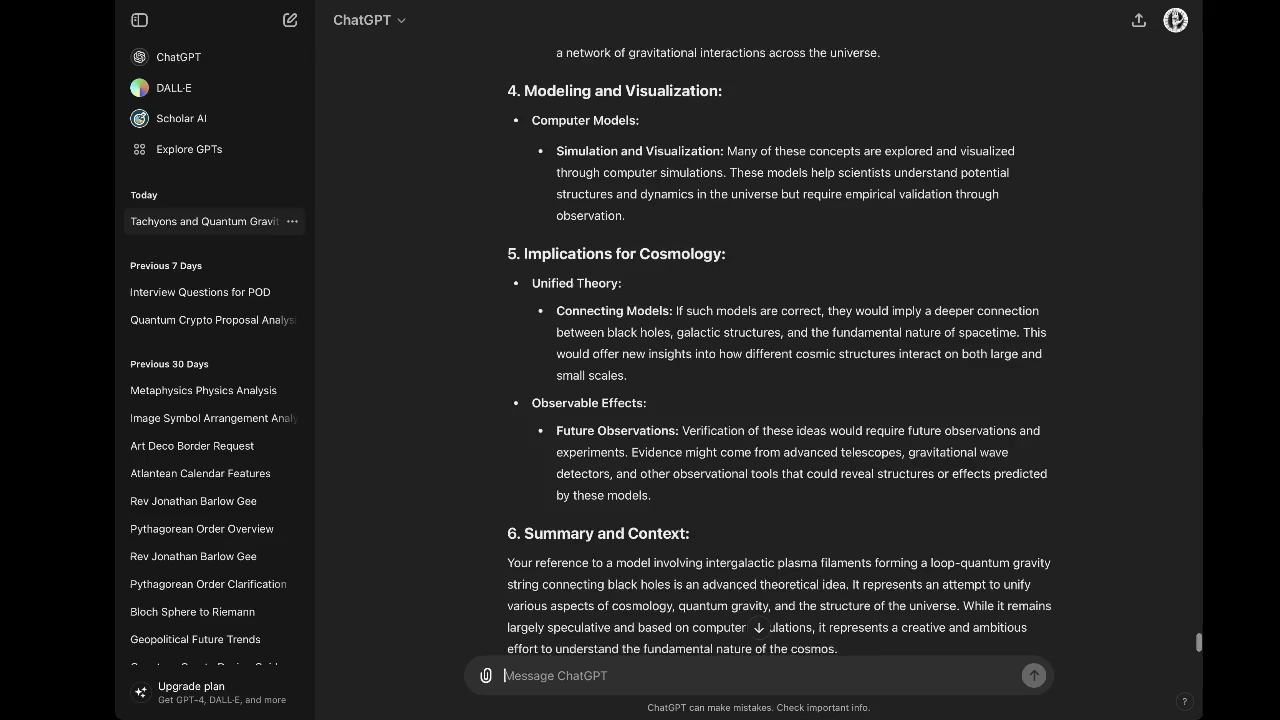 ChatGPT
ChatGPT
DALL·E
Scholar AI
Explore GPTs
Today
Tachyons and Quantum Gravit
Previous 7 Days
Interview Questions for POD
Quantum Crypto Proposal Analysi
Previous 30 Days
Metaphysics Physics Analysis
Image Symbol Arrangement Analy
Art Deco Border Request
Atlantean Calendar Features
Rev Jonathan Barlow Gee
Pythagorean Order Overview
Rev Jonathan Barlow Gee
Pythagorean Order Clarification
Bloch Sphere to Riemann
Geopolitical Future Trends
Upgrade plan
Get GPT-4, DALL·E, and more
a network of gravitational interactions across the universe.
4. Modeling and Visualization:
• Computer Models:
• Simulation and Visualization: Many of these concepts are explored and visualized
through computer simulations. These models help scientists understand potential
structures and dynamics in the universe but require empirical validation through
observation.
5. Implications for Cosmology:
• Unified Theory:
• Connecting Models: If such models are correct, they would imply a deeper connection
between black holes, galactic structures, and the fundamental nature of spacetime. This
would offer new insights into how different cosmic structures interact on both large and
small scales.
• Observable Effects:
• Future Observations: Verification of these ideas would require future observations and
experiments. Evidence might come from advanced telescopes, gravitational wave
detectors, and other observational tools that could reveal structures or effects predicted
by these models.
6. Summary and Context:
Your reference to a model involving intergalactic plasma filaments forming a loop-quantum gravity
string connecting black holes is an advanced theoretical idea. It represents an attempt to unify
various aspects of cosmology, quantum gravity, and the structure of the universe. While it remains
largely speculative and based on computer ulations, it represents a creative and ambitious
effort to understand the fundamental nature of the cosmos.
Message ChatGPT
ChatGPT can make mistakes. Check important info.
?